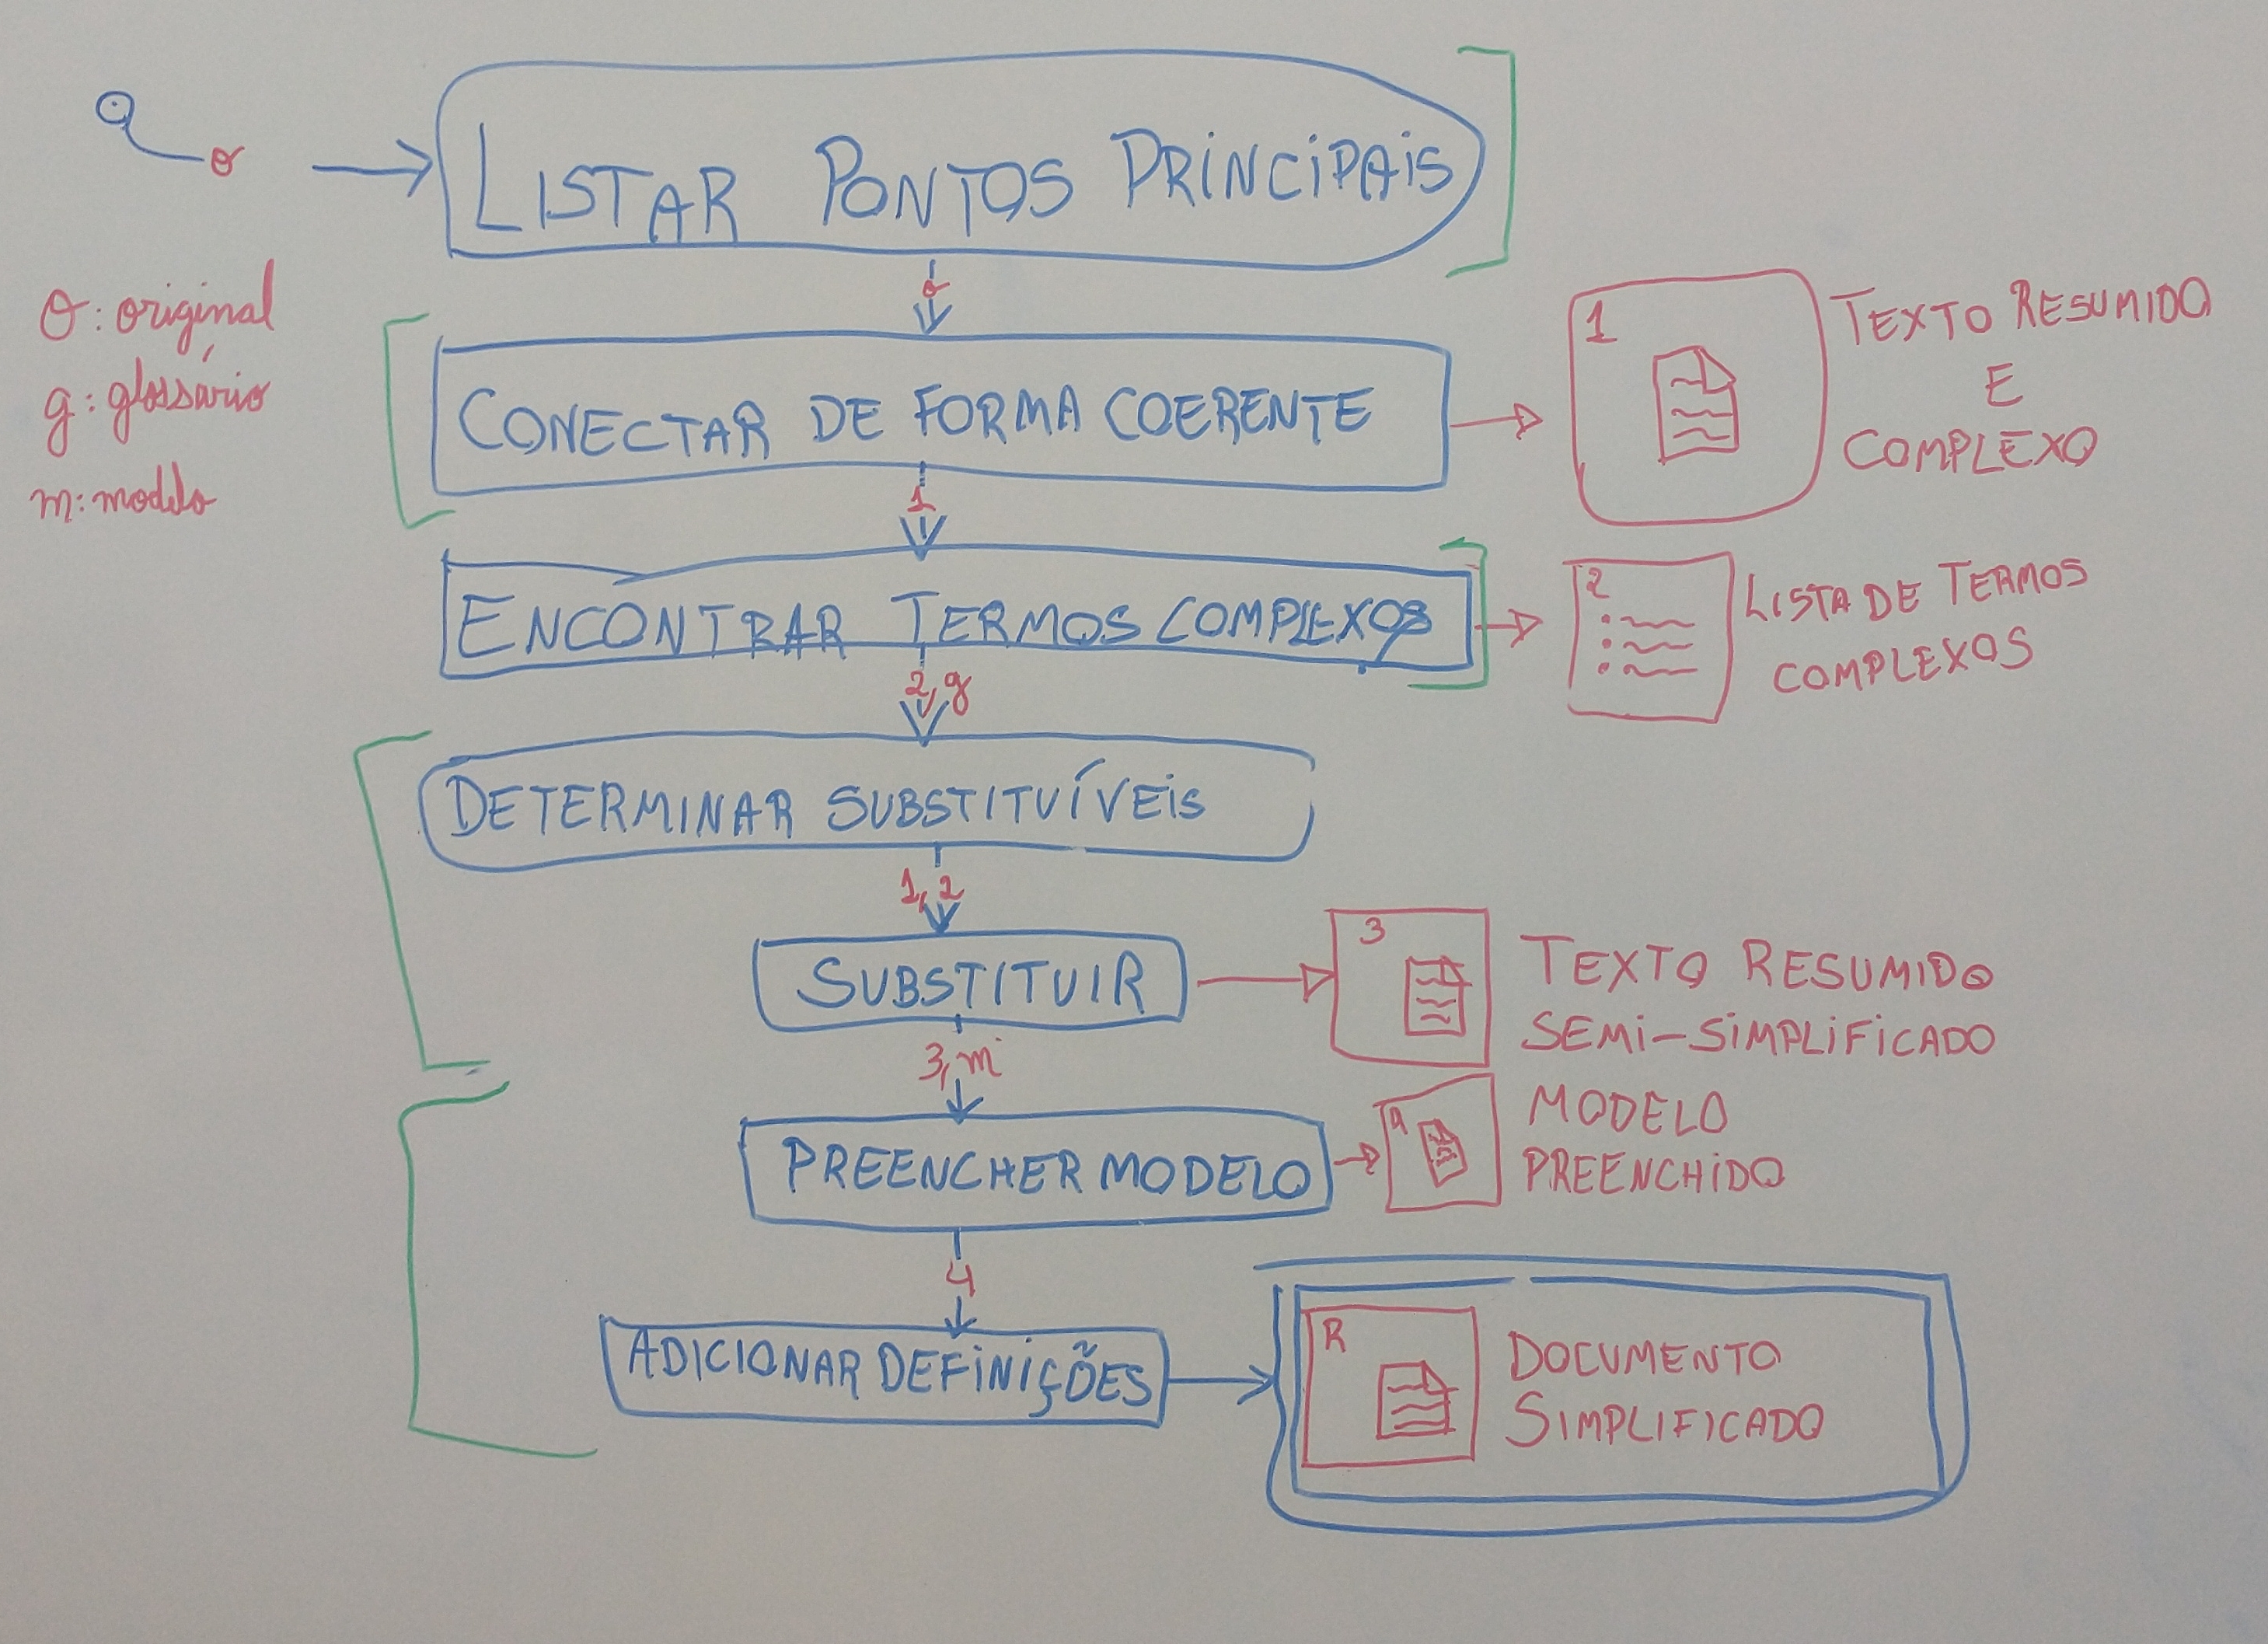 o
LISTAR PONTOS PRINCIPAIS
o: original
g: glossário
m: modelo
o
CONECTAR DE FORMA COERENTE
1
TEXTO RESUMIDO
E
COMPLEXO
1
ENCONTRAR TERMOS COMPLEXOS
2
LISTA DE TERMOS
COMPLEXOS
2, g
DETERMINAR SUBSTITUÍVEIS
1, 2
SUBSTITUIR
3
TEXTO RESUMIDO
SEMI-SIMPLIFICADO
3, m
PREENCHER MODELO
4
MODELO
PREENCHIDO
4
ADICIONAR DEFINIÇÕES
R
DOCUMENTO
SIMPLIFICADO